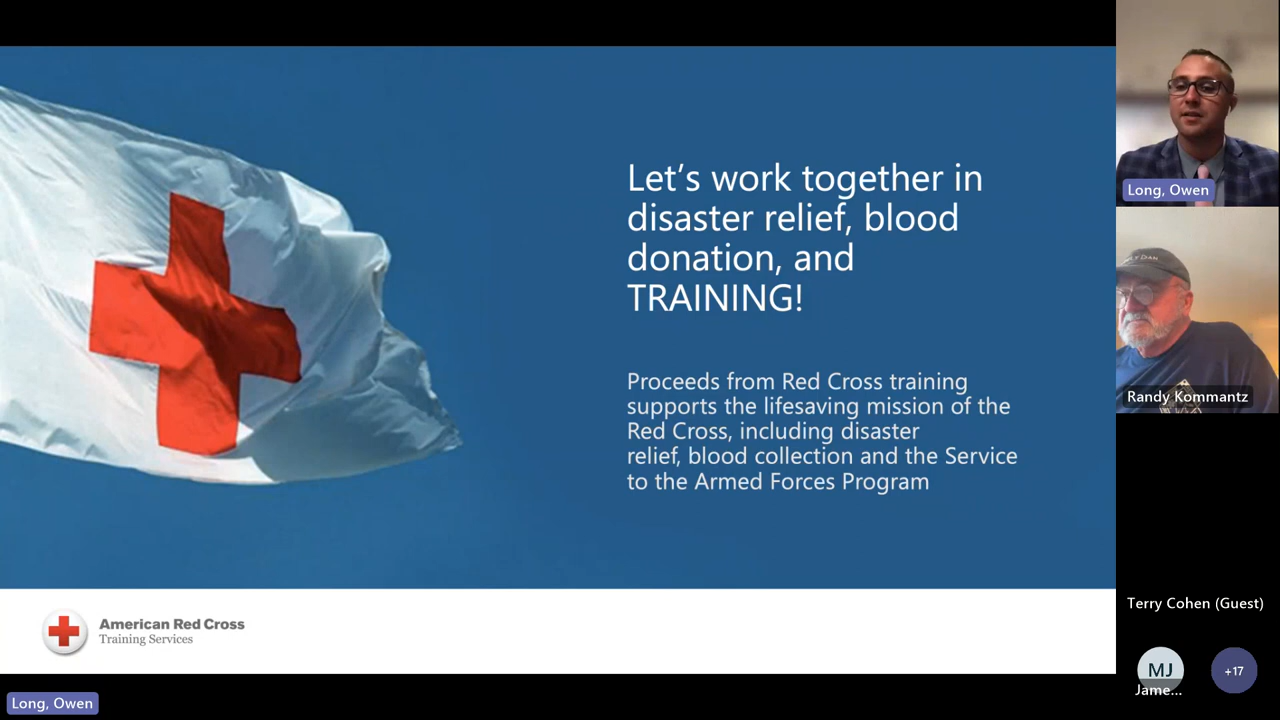 Let's work together in
disaster relief, blood
donation, and
TRAINING!
Proceeds from Red Cross training
supports the lifesaving mission of the
Red Cross, including disaster
relief, blood collection and the Service
to the Armed Forces Program
American Red Cross
Training Services
Long, Owen
Long, Owen
Randy Kommantz
Terry Cohen (Guest)
MJ
+17
Jame...